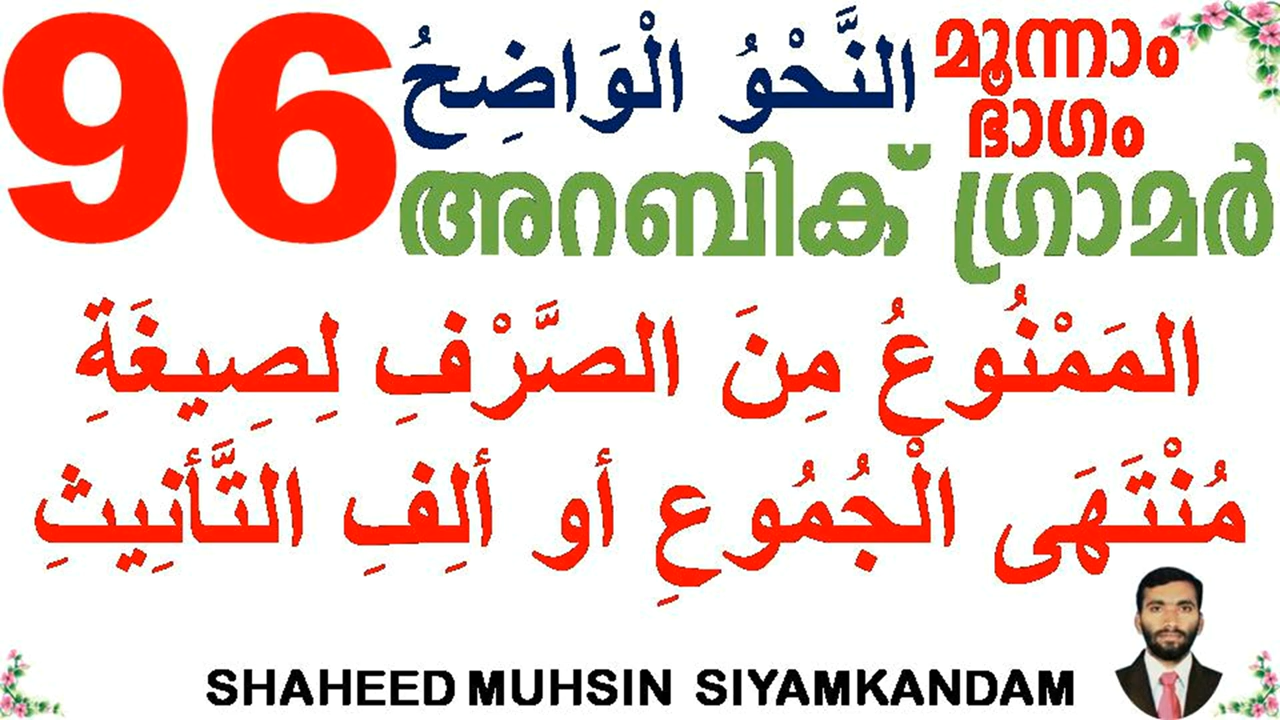 96
النَّحْوُ الْوَاضِحُ
മൂന്നാം
ഭാഗം
അറബിക് ഗ്രാമർ
المَمْنُوعُ مِنَ الصَّرْفِ لِصِيغَةِ
مُنْتَهَى الْجُمُوعِ أو ألِفِ التَّأنِيثِ
SHAHEED MUHSIN SIYAMKANDAM